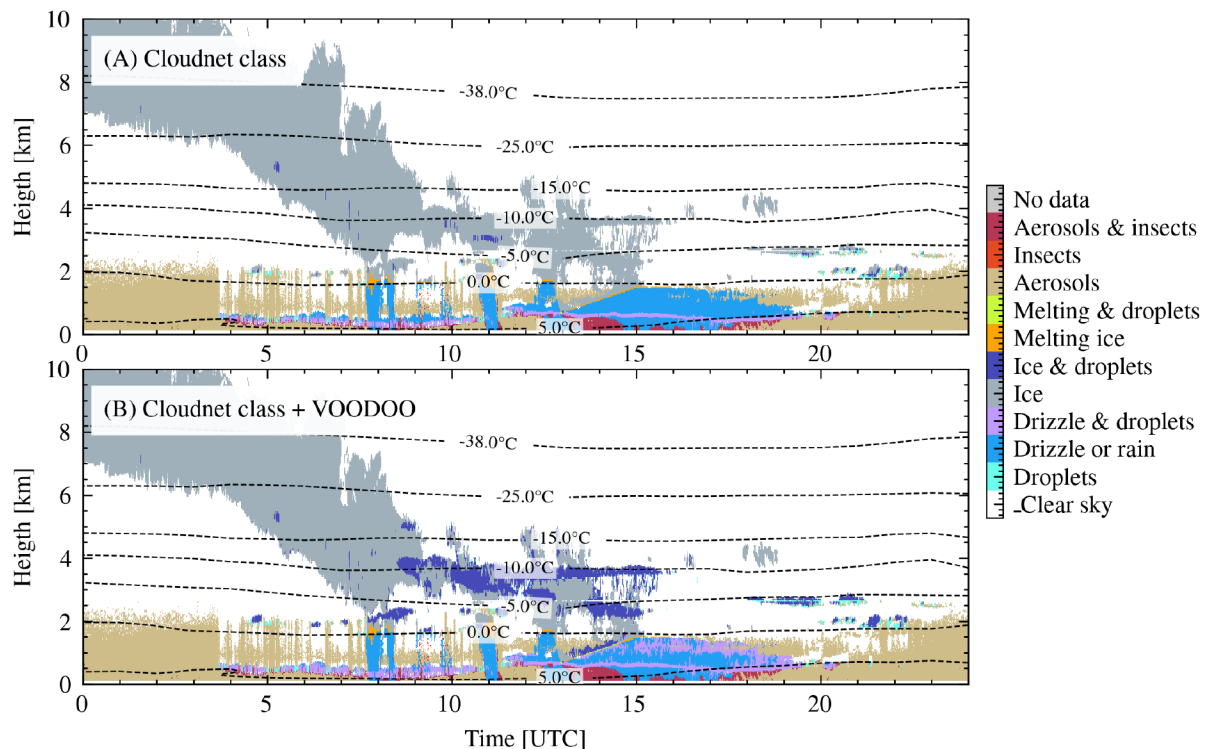 10
(A) Cloudnet class
8
-38.0°C
Heigth [km]
6
-25.0°C
-15.0°C
4
-10.0°C
-5.0°C
2
0.0°C
0
5.0°C
0 5 10 15 20
10
(B) Cloudnet class + VOODOO
8
-38.0°C
Heigth [km]
6
-25.0°C
-15.0°C
4
-10.0°C
-5.0°C
2
0.0°C
0
5.0°C
0 5 10 15 20
Time [UTC]
No data
Aerosols & insects
Insects
Aerosols
Melting & droplets
Melting ice
Ice & droplets
Ice
Drizzle & droplets
Drizzle or rain
Droplets
Clear sky